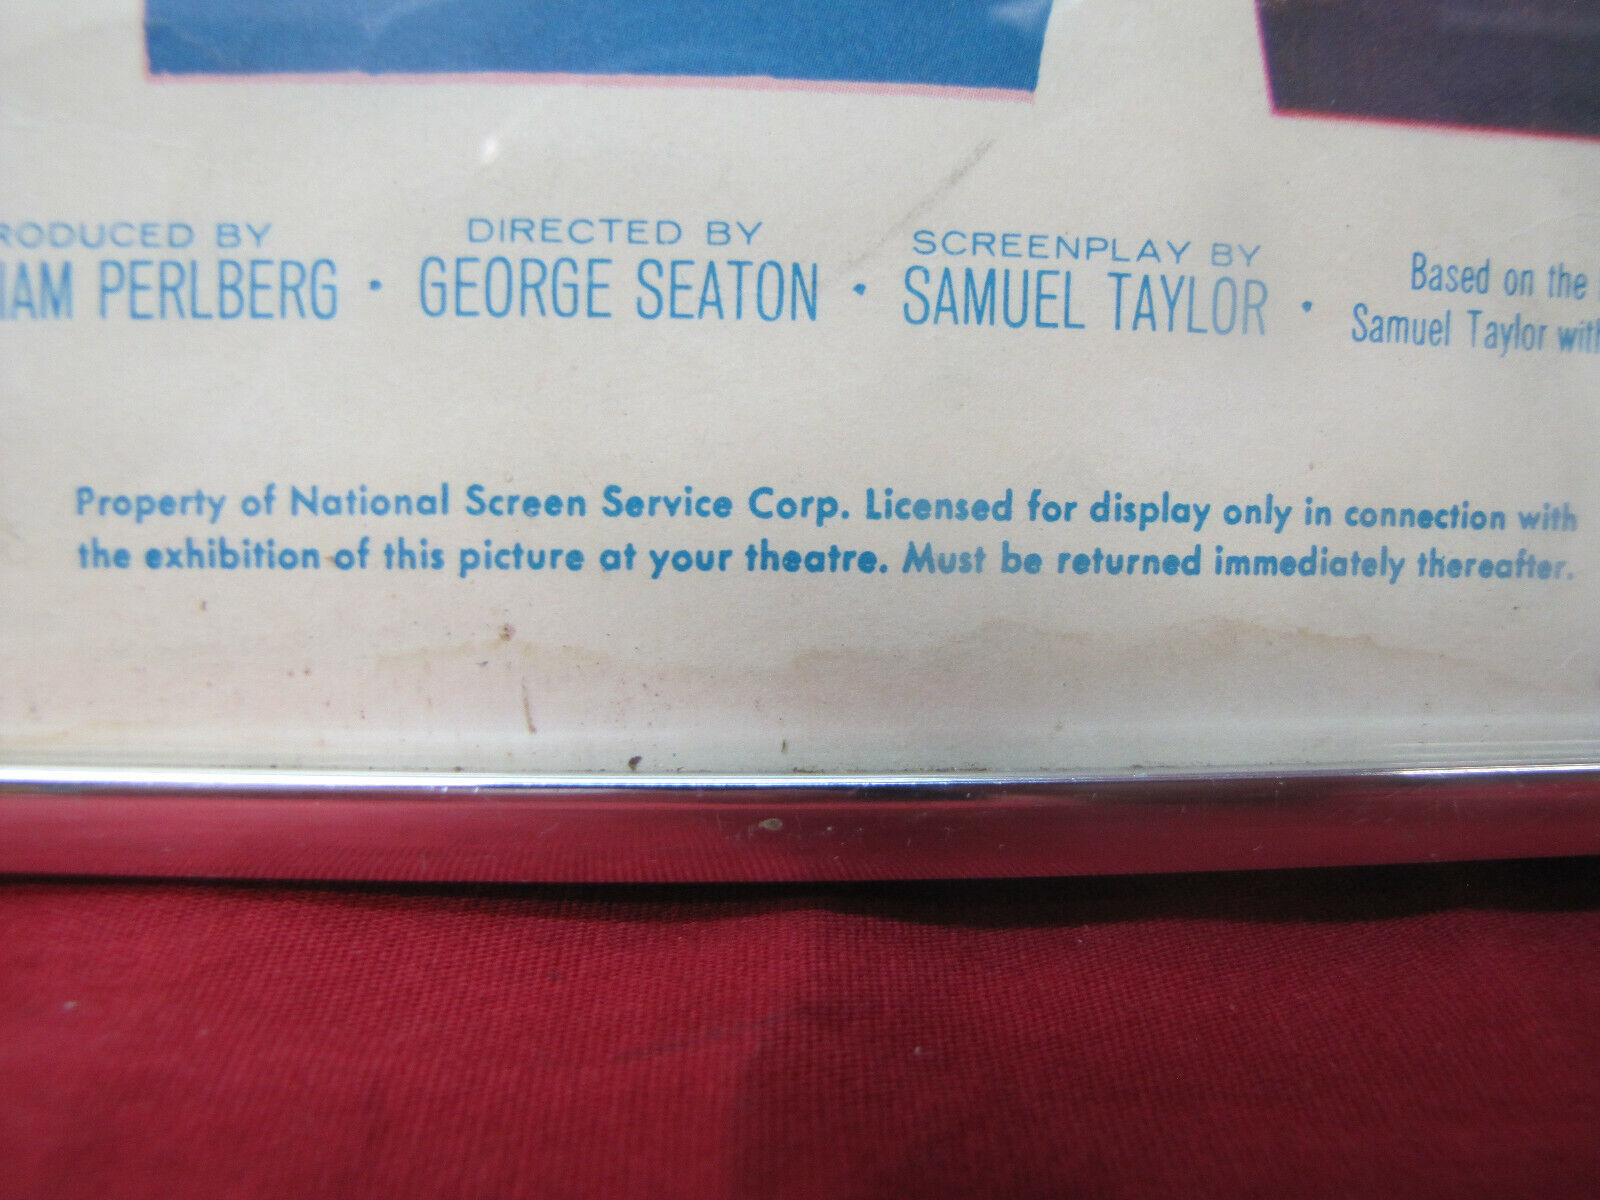 RODUCED BY DIRECTED BY SCREENPLAY BY
IAM PERLBERG · GEORGE SEATON · SAMUEL TAYLOR ·
Based on the
Samuel Taylor with
Property of National Screen Service Corp. Licensed for display only in connection with
the exhibition of this picture at your theatre. Must be returned immediately thereafter.